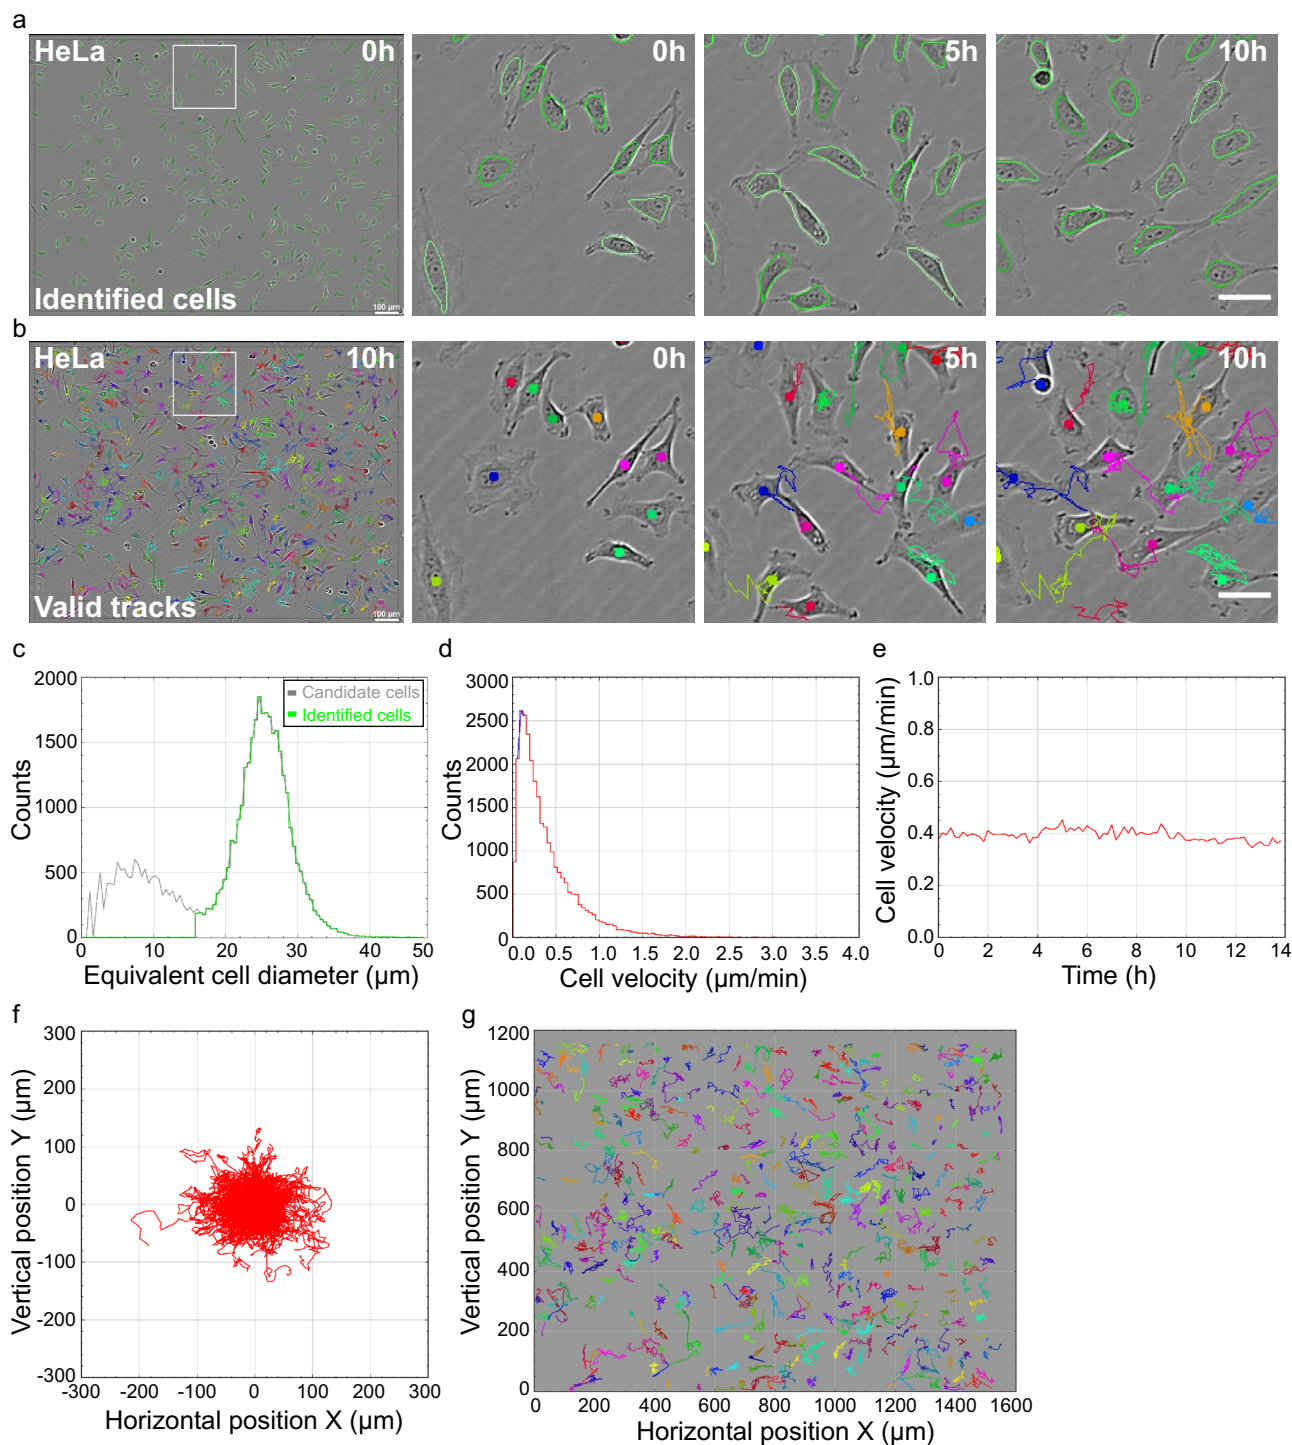 a
HeLa
0h
0h
5h
10h
Identified cells
100 µm
b
HeLa
10h
0h
5h
10h
Valid tracks
100 µm
c
2000
1500
1000
500
0
Counts
Candidate cells
Identified cells
0
10
20
30
40
50
Equivalent cell diameter (µm)
d
3000
2500
2000
1500
1000
500
0
Counts
0.0
0.5
1.0
1.5
2.0
2.5
3.0
3.5
4.0
Cell velocity (µm/min)
e
1.0
0.8
0.6
0.4
0.2
0.0
Cell velocity (µm/min)
0
2
4
6
8
10
12
14
Time (h)
f
300
200
100
0
-100
-200
-300
Vertical position Y (µm)
-300
-200
-100
0
100
200
300
Horizontal position X (µm)
g
1200
1000
800
600
400
200
0
Vertical position Y (µm)
0
200
400
600
800
1000
1200
1400
1600
Horizontal position X (µm)